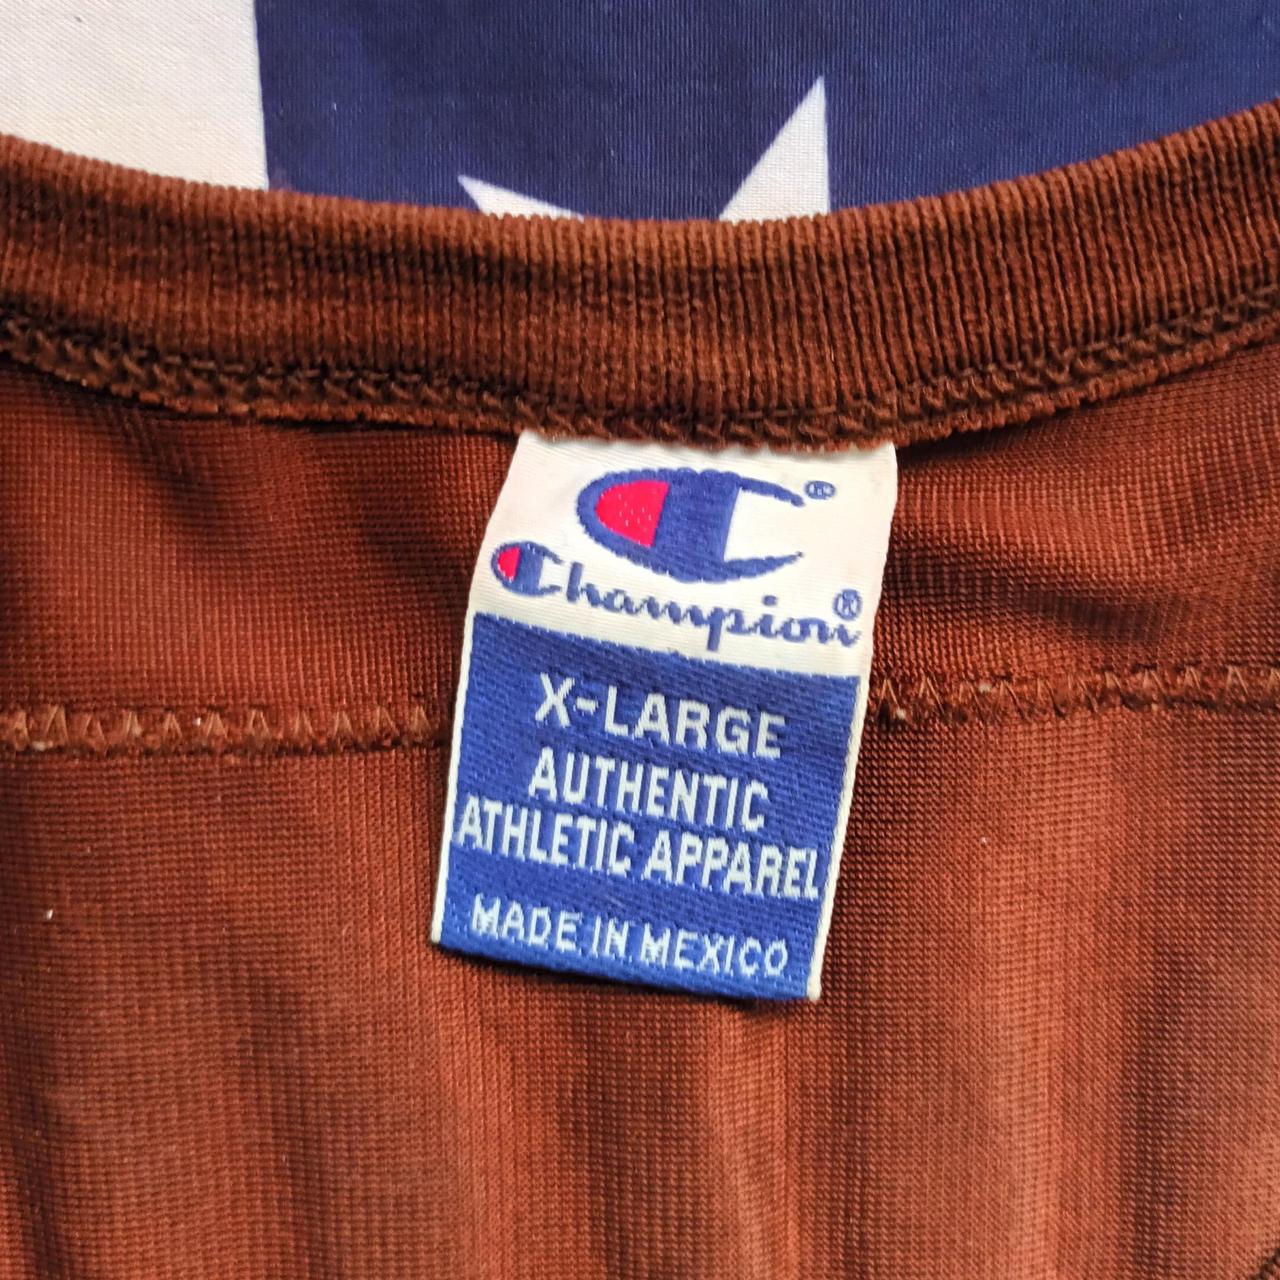 C®
Champion®
X-LARGE
AUTHENTIC
ATHLETIC APPAREL
MADE IN MEXICO